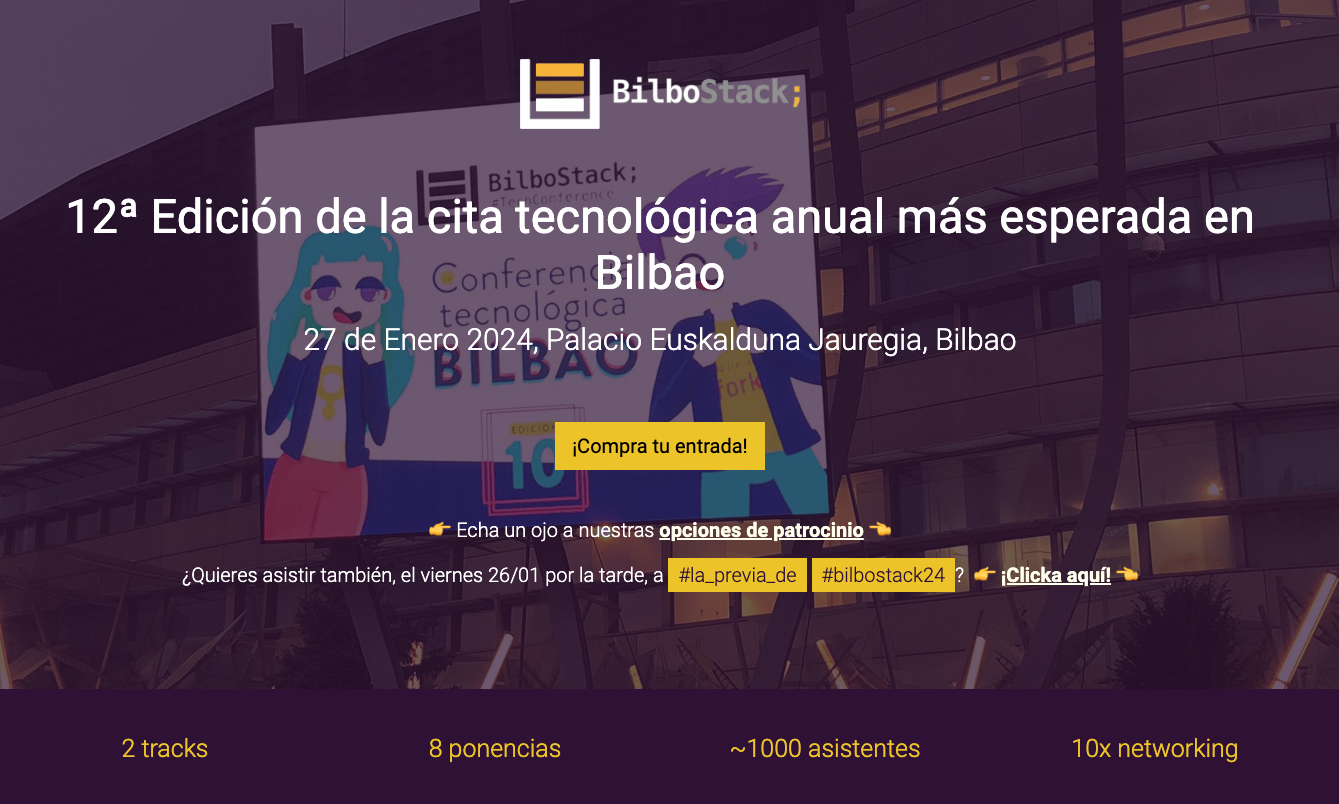 BilboStack;
BilboStack;
#TechConference
12ª Edición de la cita tecnológica anual más esperada en
Bilbao
Conferencia
tecnológica
BILBAO
27 de Enero 2024, Palacio Euskalduna Jauregia, Bilbao
fork
EDICIÓN
10
¡Compra tu entrada!
👉 Echa un ojo a nuestras opciones de patrocinio 👈
¿Quieres asistir también, el viernes 26/01 por la tarde, a #la_previa_de #bilbostack24? 👉 ¡Clicka aquí! 👈
2 tracks
8 ponencias
~1000 asistentes
10x networking